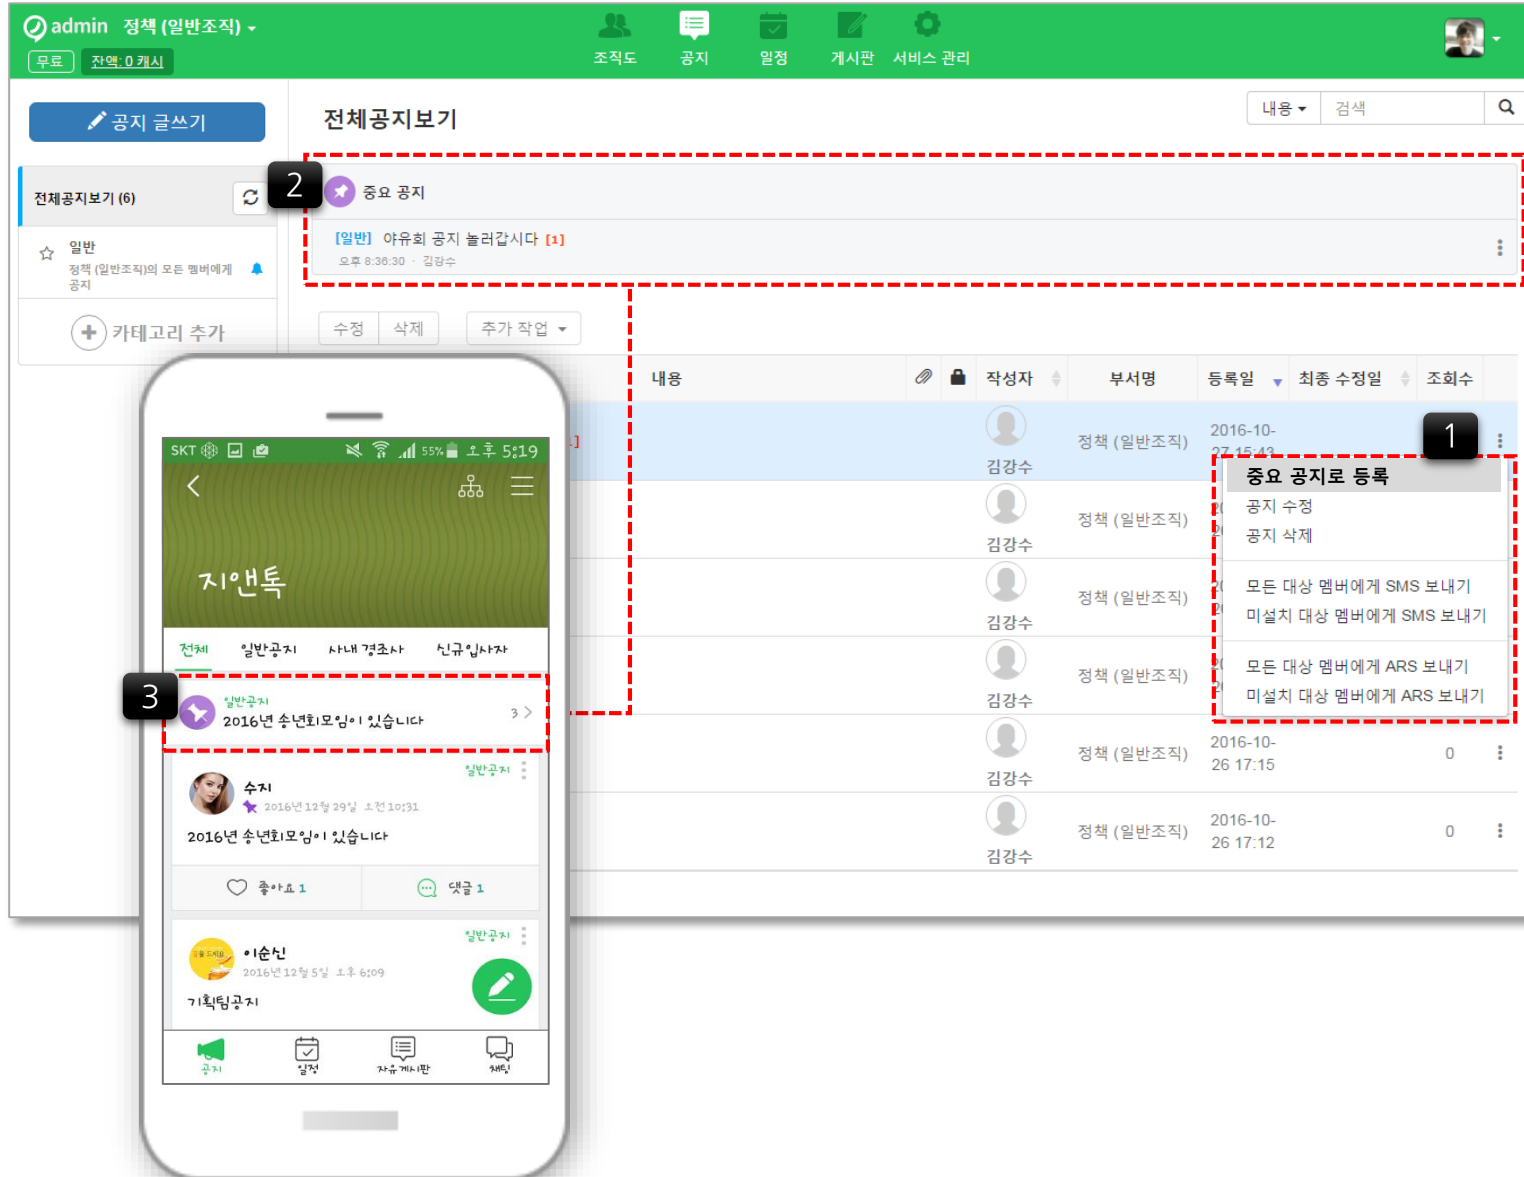 admin 정책 (일반조직)
무료 잔액: 0 캐시
조직도 공지 일정 게시판 서비스 관리
공지 글쓰기
전체공지보기 (6)
일반
정책 (일반조직)의 모든 멤버에게
공지
카테고리 추가
전체공지보기
내용 검색
2
중요 공지
[일반] 야유회 공지 놀러갑시다 [1]
오후 8:36:30 · 김강수
수정 삭제 추가 작업
내용 작성자 부서명 등록일 최종 수정일 조회수
김강수 정책 (일반조직) 2016-10-
27 15:43
1
김강수 정책 (일반조직)
김강수 정책 (일반조직)
김강수 정책 (일반조직)
김강수 정책 (일반조직) 2016-10-
26 17:15 0
김강수 정책 (일반조직) 2016-10-
26 17:12 0
중요 공지로 등록
공지 수정
공지 삭제
모든 대상 멤버에게 SMS 보내기
미설치 대상 멤버에게 SMS 보내기
모든 대상 멤버에게 ARS 보내기
미설치 대상 멤버에게 ARS 보내기
SKT 55% 오후 5:19
지앤톡
전체 일반공지 사내 경조사 신규입사자
3
일반공지
2016년 송년회모임이 있습니다 3
수지 일반공지
2016년 12월 29일 오전 10:31
2016년 송년회모임이 있습니다
좋아요 1 댓글 1
이순신 일반공지
2016년 12월 5일 오후 6:09
기획팀공지
공지 일정 자유게시판 채팅